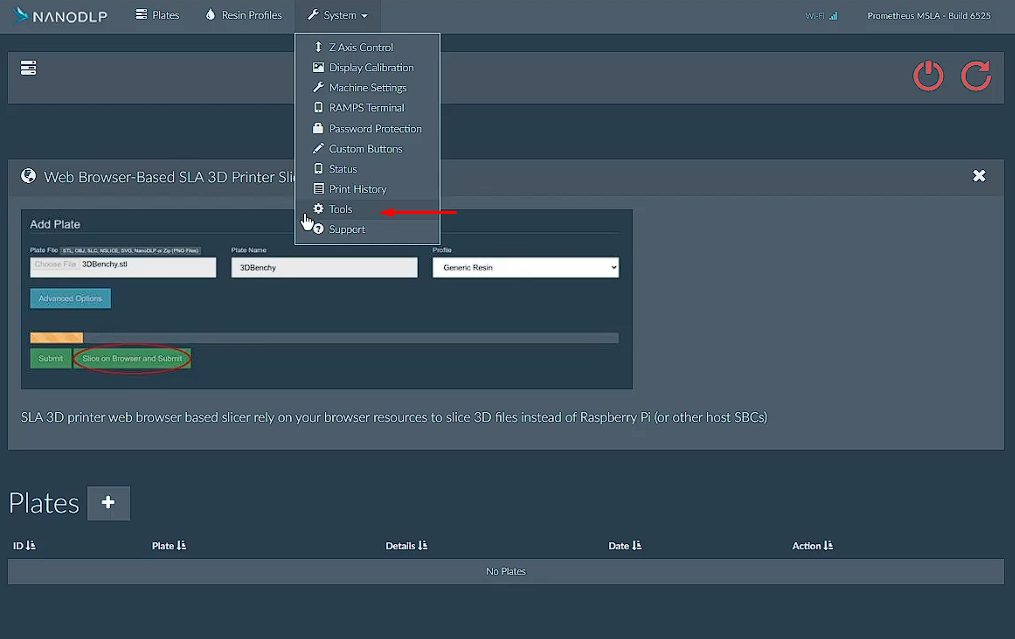 NANODLP
Plates
Resin Profiles
System
WI-FI
Prometheus MSLA - Build 6525
Z Axis Control
Display Calibration
Machine Settings
RAMPS Terminal
Password Protection
Custom Buttons
Status
Print History
Tools
Support
Web Browser-Based SLA 3D Printer Slic
Add Plate
Plate File STL, OBJ, SLC, NSLICE, SVG, NanoDLP or Zip (PNG Files)
Plate Name
Profile
Choose File 3DBenchy.stl
3DBenchy
Generic Resin
Advanced Options
Submit
Slice on Browser and Submit
SLA 3D printer web browser based slicer rely on your browser resources to slice 3D files instead of Raspberry Pi (or other host SBCs)
Plates +
ID
Plate
Details
Date
Action
No Plates